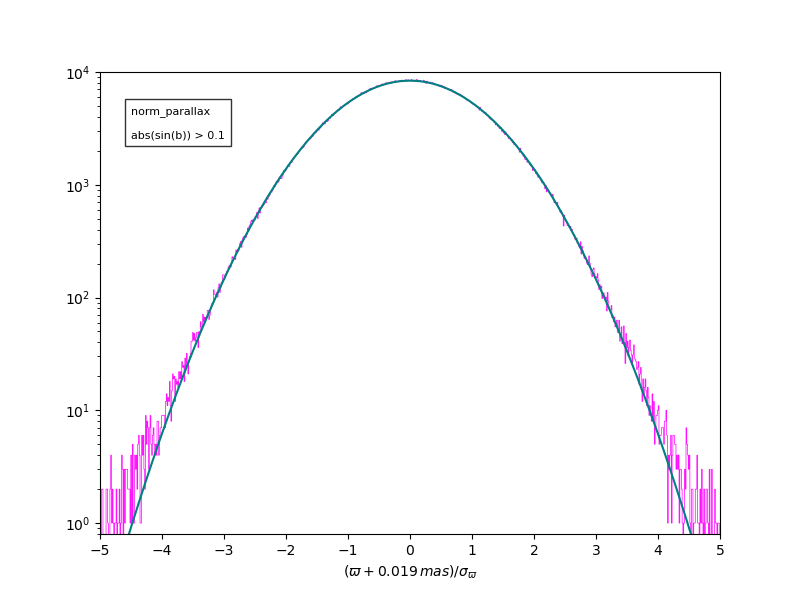 norm_parallax
abs(sin(b)) > 0.1
10⁴
10³
10²
10¹
10⁰
−5 −4 −3 −2 −1 0 1 2 3 4 5
(ϖ + 0.019 mas)/σ_ϖ